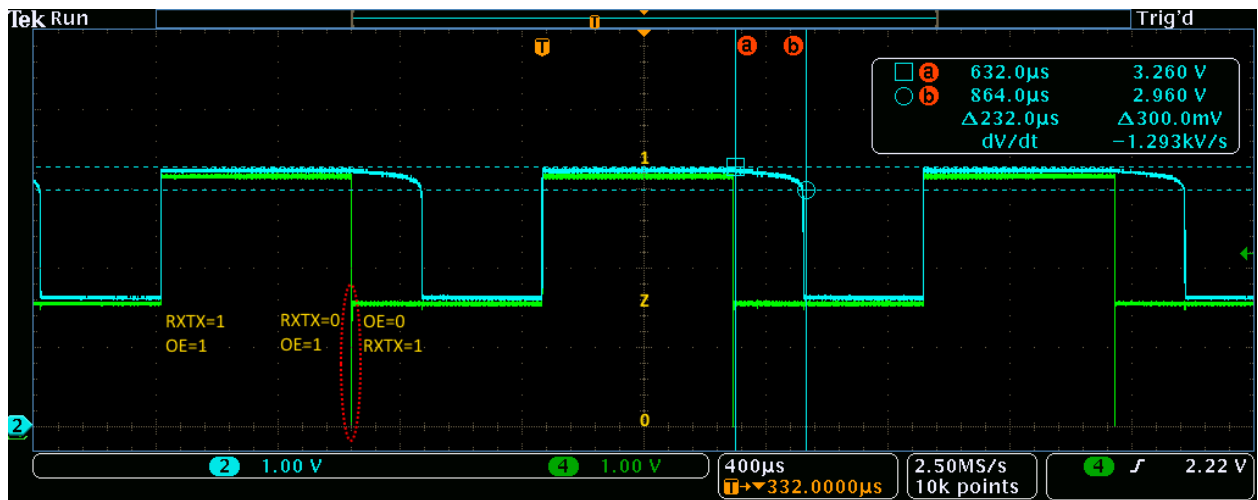 Tek Run
Trig'd
T
T
a
b
a 632.0µs 3.260 V
b 864.0µs 2.960 V
Δ232.0µs Δ300.0mV
dV/dt −1.293kV/s
1
Z
RXTX=1 RXTX=0 OE=0
OE=1 OE=1 RXTX=1
0
2
2 1.00 V
4 1.00 V
400µs
T→▼332.0000µs
2.50MS/s
10k points
4 2.22 V